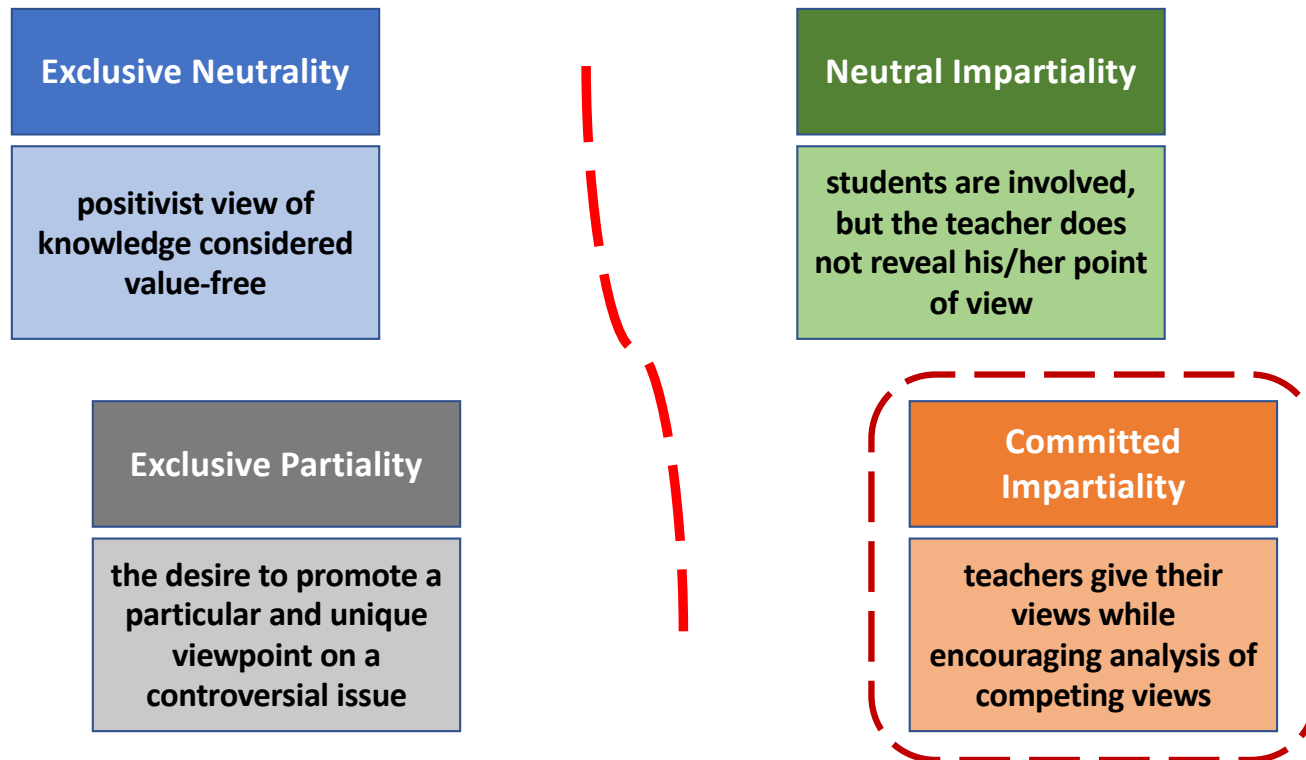 Exclusive Neutrality
positivist view of
knowledge considered
value-free
Neutral Impartiality
students are involved,
but the teacher does
not reveal his/her point
of view
Exclusive Partiality
the desire to promote a
particular and unique
viewpoint on a
controversial issue
Committed
Impartiality
teachers give their
views while
encouraging analysis of
competing views